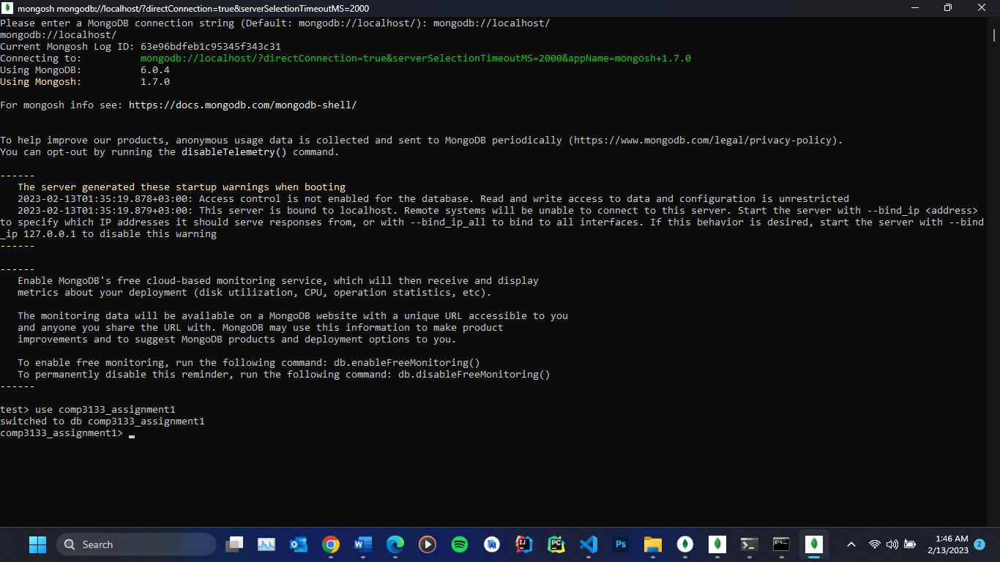 mongosh mongodb://localhost/?directConnection=true&serverSelectionTimeoutMS=2000
Please enter a MongoDB connection string (Default: mongodb://localhost/): mongodb://localhost/
mongodb://localhost/
Current Mongosh Log ID: 63e96bdfeb1c95345f343c31
Connecting to: mongodb://localhost/?directConnection=true&serverSelectionTimeoutMS=2000&appName=mongosh+1.7.0
Using MongoDB: 6.0.4
Using Mongosh: 1.7.0
For mongosh info see: https://docs.mongodb.com/mongodb-shell/
To help improve our products, anonymous usage data is collected and sent to MongoDB periodically (https://www.mongodb.com/legal/privacy-policy).
You can opt-out by running the disableTelemetry() command.
------
The server generated these startup warnings when booting
2023-02-13T01:35:19.878+03:00: Access control is not enabled for the database. Read and write access to data and configuration is unrestricted
2023-02-13T01:35:19.879+03:00: This server is bound to localhost. Remote systems will be unable to connect to this server. Start the server with --bind_ip <address>
to specify which IP addresses it should serve responses from, or with --bind_ip_all to bind to all interfaces. If this behavior is desired, start the server with --bind
_ip 127.0.0.1 to disable this warning
------
------
Enable MongoDB's free cloud-based monitoring service, which will then receive and display
metrics about your deployment (disk utilization, CPU, operation statistics, etc).
The monitoring data will be available on a MongoDB website with a unique URL accessible to you
and anyone you share the URL with. MongoDB may use this information to make product
improvements and to suggest MongoDB products and deployment options to you.
To enable free monitoring, run the following command: db.enableFreeMonitoring()
To permanently disable this reminder, run the following command: db.disableFreeMonitoring()
------
test> use comp3133_assignment1
switched to db comp3133_assignment1
comp3133_assignment1>
Search
Ps
1:46 AM
2/13/2023
2